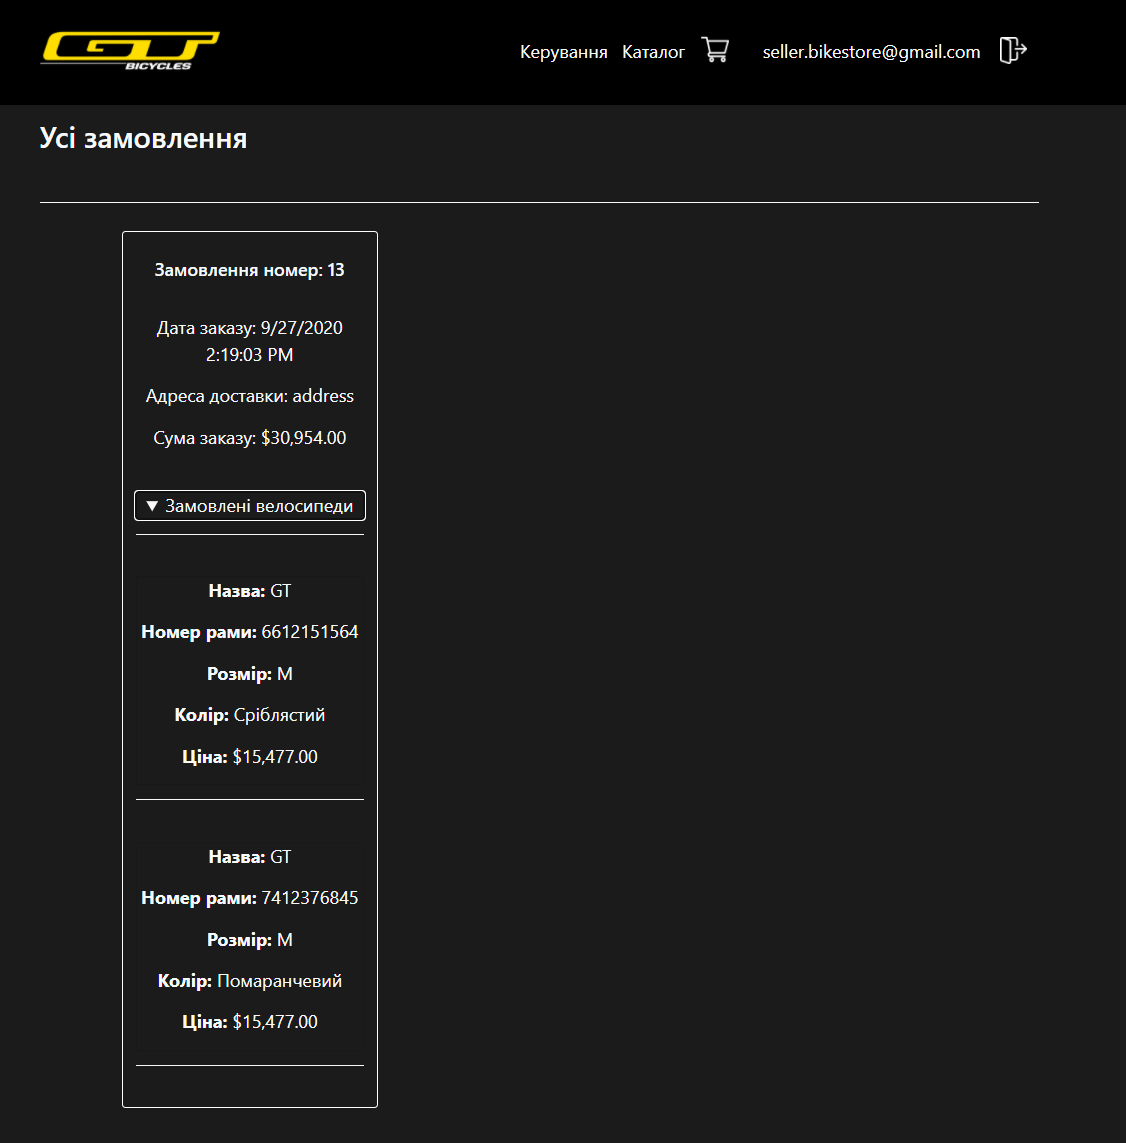 GT
BICYCLES
Керування Каталог seller.bikestore@gmail.com
Усі замовлення
Замовлення номер: 13
Дата заказу: 9/27/2020
2:19:03 PM
Адреса доставки: address
Сума заказу: $30,954.00
▼ Замовлені велосипеди
Назва: GT
Номер рами: 6612151564
Розмір: M
Колір: Сріблястий
Ціна: $15,477.00
Назва: GT
Номер рами: 7412376845
Розмір: M
Колір: Помаранчевий
Ціна: $15,477.00